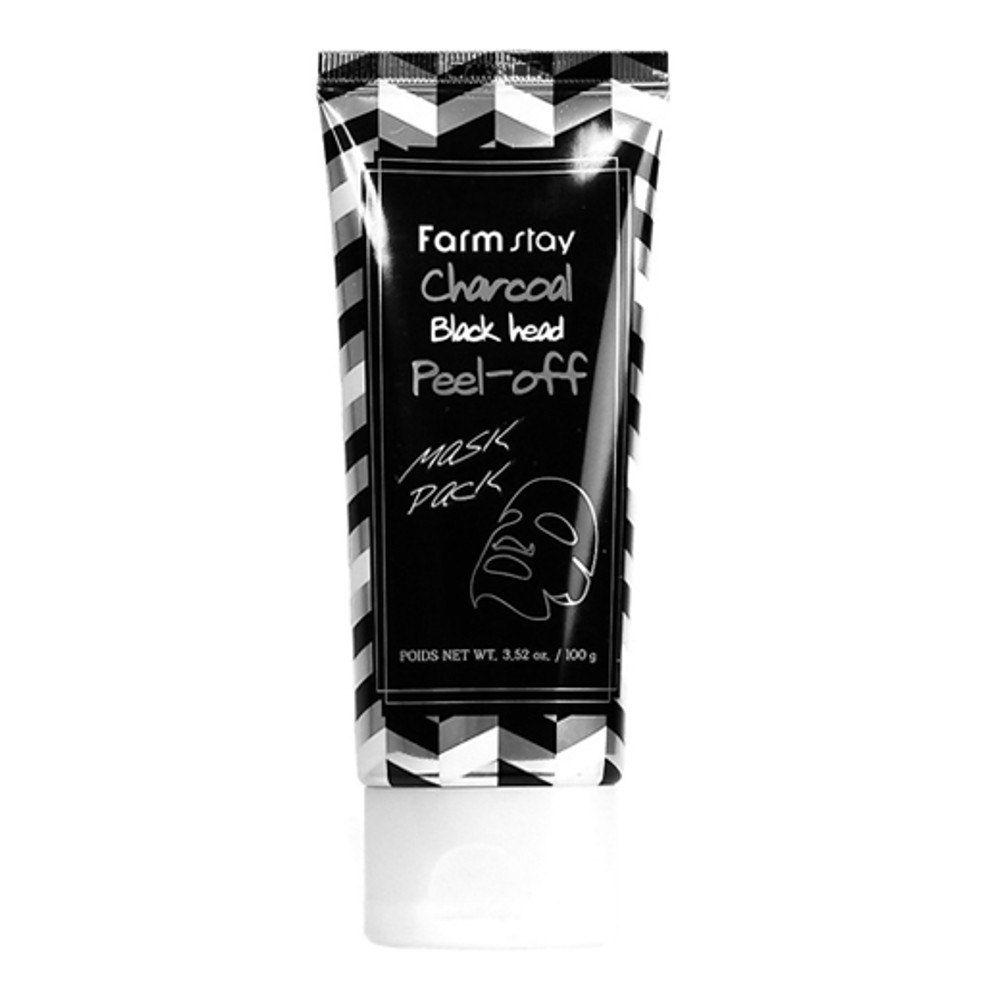 Farm stay
Charcoal
Black head
Peel-off
MASK
PACK
POIDS NET WT. 3.52 oz. / 100 g